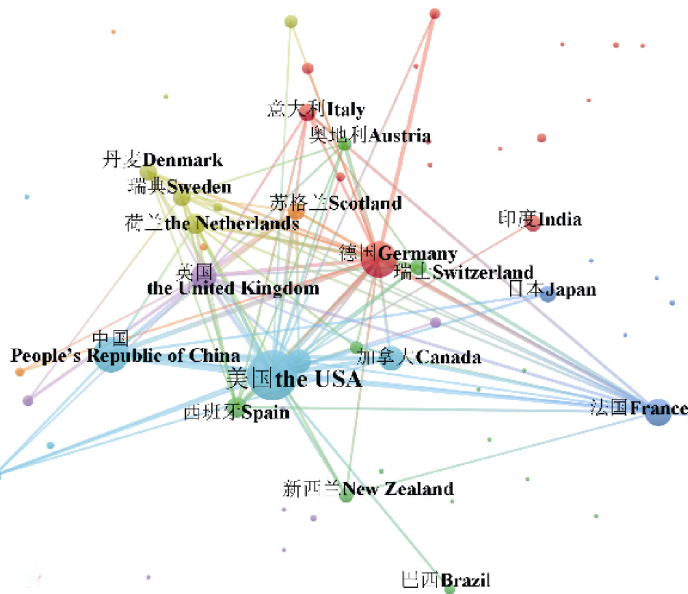 意大利Italy
奥地利Austria
丹麦Denmark
瑞典Sweden
苏格兰Scotland
荷兰the Netherlands
印度India
德国Germany
瑞士Switzerland
英国
the United Kingdom
日本Japan
中国
People's Republic of China
加拿大Canada
美国the USA
西班牙Spain
法国France
新西兰New Zealand
巴西Brazil